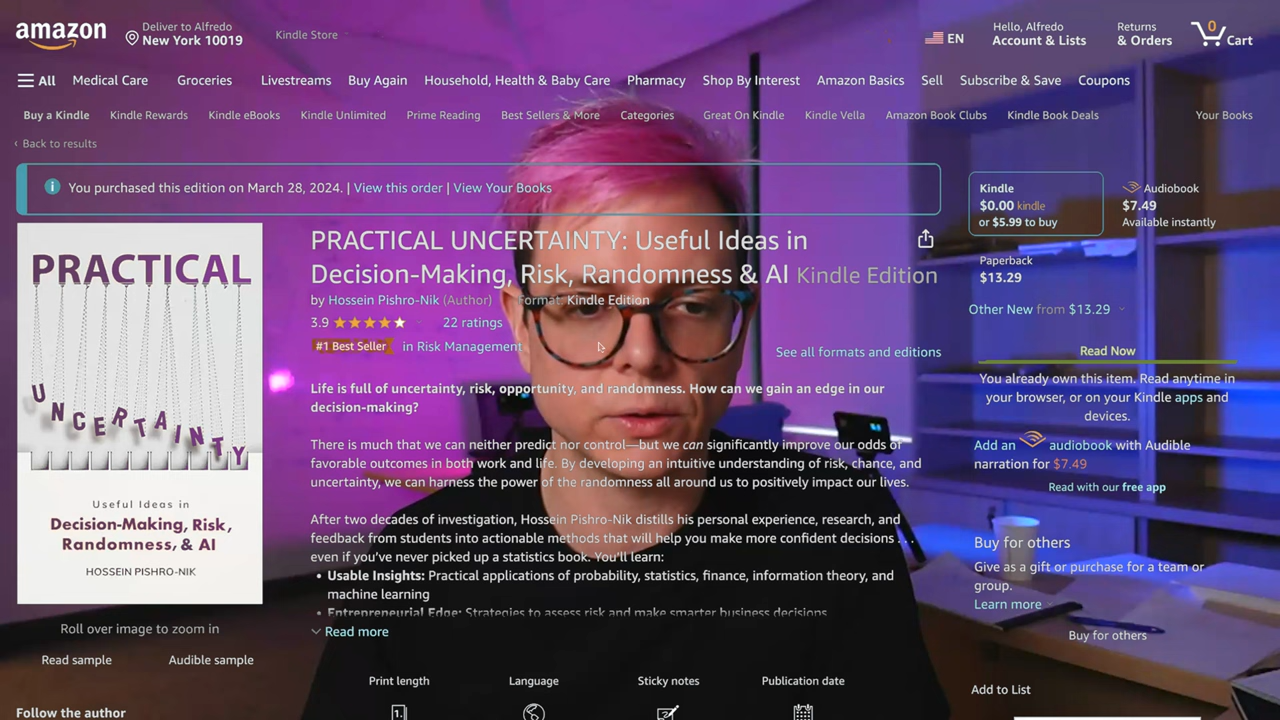 amazon
Deliver to Alfredo
New York 10019
Kindle Store
EN
Hello, Alfredo
Account & Lists
Returns
& Orders
0
Cart
All
Medical Care
Groceries
Livestreams
Buy Again
Household, Health & Baby Care
Pharmacy
Shop By Interest
Amazon Basics
Sell
Subscribe & Save
Coupons
Buy a Kindle
Kindle Rewards
Kindle eBooks
Kindle Unlimited
Prime Reading
Best Sellers & More
Categories
Great On Kindle
Kindle Vella
Amazon Book Clubs
Kindle Book Deals
Your Books
‹ Back to results
You purchased this edition on March 28, 2024. | View this order | View Your Books
PRACTICAL
UNCERTAINTY
Useful Ideas in
Decision-Making, Risk,
Randomness, & AI
HOSSEIN PISHRO-NIK
Roll over image to zoom in
Read sample
Audible sample
Follow the author
PRACTICAL UNCERTAINTY: Useful Ideas in
Decision-Making, Risk, Randomness & AI Kindle Edition
by Hossein Pishro-Nik (Author) Format: Kindle Edition
3.9
22 ratings
#1 Best Seller in Risk Management
See all formats and editions
Life is full of uncertainty, risk, opportunity, and randomness. How can we gain an edge in our
decision-making?
There is much that we can neither predict nor control—but we can significantly improve our odds of
favorable outcomes in both work and life. By developing an intuitive understanding of risk, chance, and
uncertainty, we can harness the power of the randomness all around us to positively impact our lives.
After two decades of investigation, Hossein Pishro-Nik distills his personal experience, research, and
feedback from students into actionable methods that will help you make more confident decisions . . .
even if you've never picked up a statistics book. You'll learn:
• Usable Insights: Practical applications of probability, statistics, finance, information theory, and
machine learning
• Entrepreneurial Edge: Strategies to assess risk and make smarter business decisions
Read more
Print length
Language
Sticky notes
Publication date
Kindle
$0.00 kindle
or $5.99 to buy
Audiobook
$7.49
Available instantly
Paperback
$13.29
Other New from $13.29
Read Now
You already own this item. Read anytime in
your browser, or on your Kindle apps and
devices.
Add an audiobook with Audible
narration for $7.49
Read with our free app
Buy for others
Give as a gift or purchase for a team or
group.
Learn more
Buy for others
Add to List